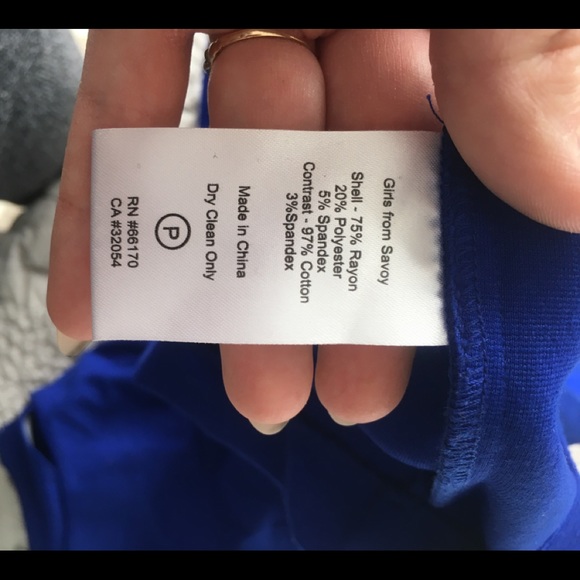 Girls from Savoy
Shell - 75% Rayon
20% Polyester
5% Spandex
Contrast - 97% Cotton
3%Spandex
Made in China
Dry Clean Only
P
RN #66170
CA #32054